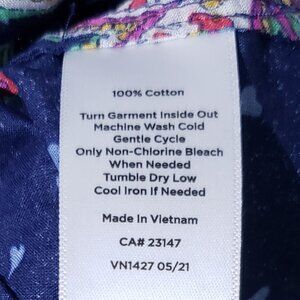 100% Cotton
Turn Garment Inside Out
Machine Wash Cold
Gentle Cycle
Only Non-Chlorine Bleach
When Needed
Tumble Dry Low
Cool Iron If Needed
Made In Vietnam
CA# 23147
VN1427 05/21